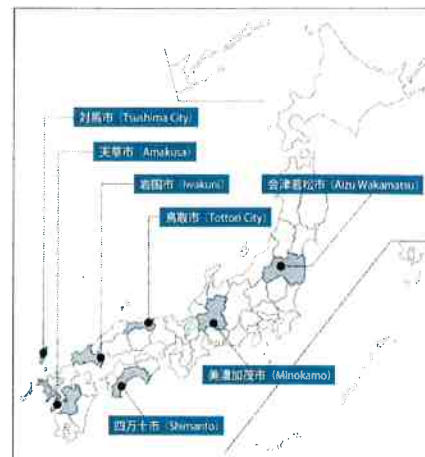 対馬市（Tsushima City）
天草市（Amakusa）
岩国市（Iwakuni）
会津若松市（Aizu Wakamatsu）
鳥取市（Tottori City）
美濃加茂市（Minokamo）
四万十市（Shimanto）